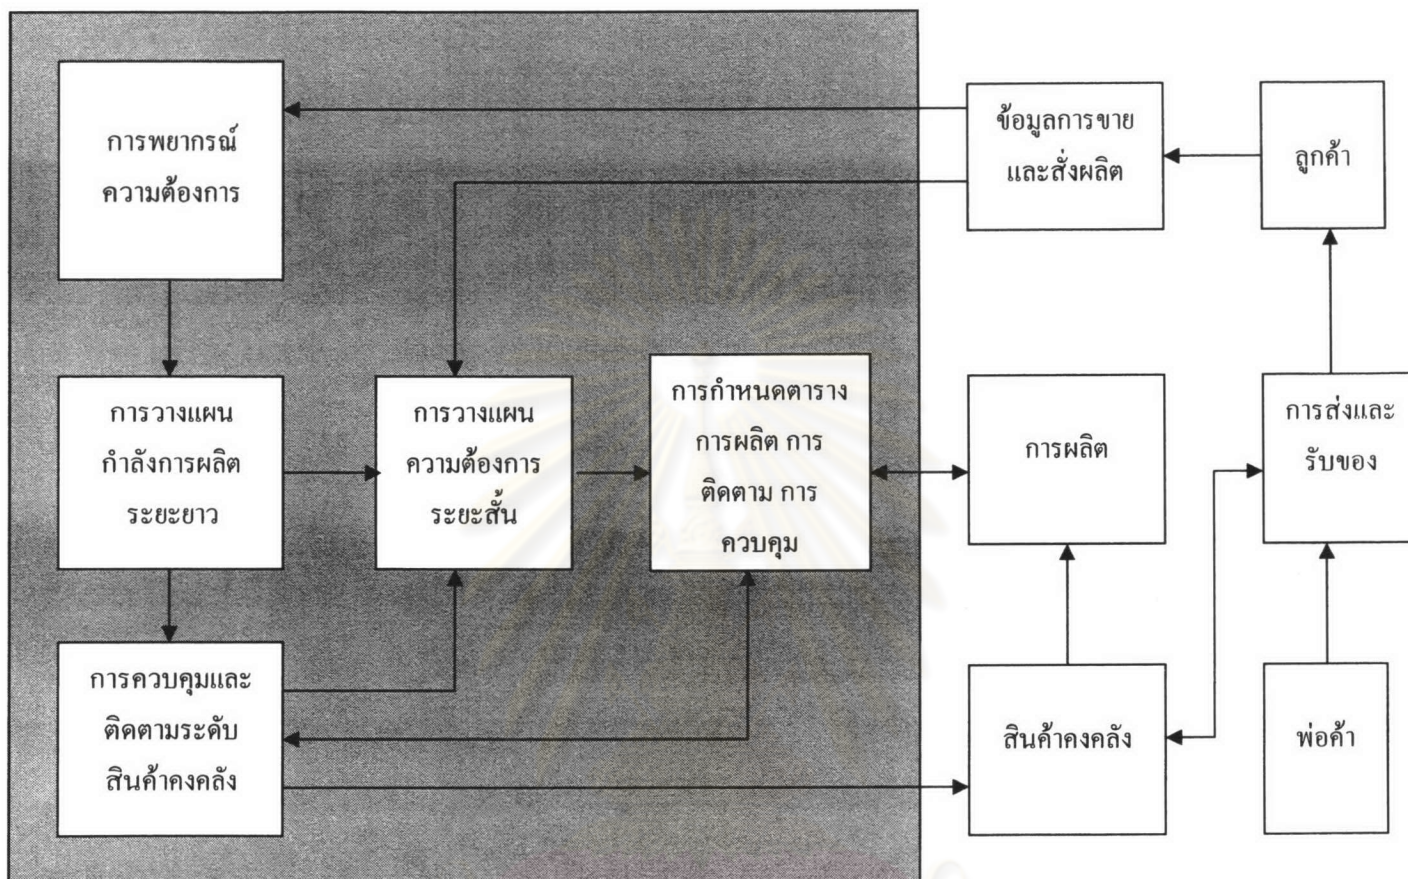 การพยากรณ์
ความต้องการ
ข้อมูลการขาย
และสั่งผลิต
ลูกค้า
การวางแผน
กำลังการผลิต
ระยะยาว
การวางแผน
ความต้องการ
ระยะสั้น
การกำหนดตาราง
การผลิต การ
ติดตาม การ
ควบคุม
การผลิต
การส่งและ
รับของ
การควบคุมและ
ติดตามระดับ
สินค้าคงคลัง
สินค้าคงคลัง
พ่อค้า